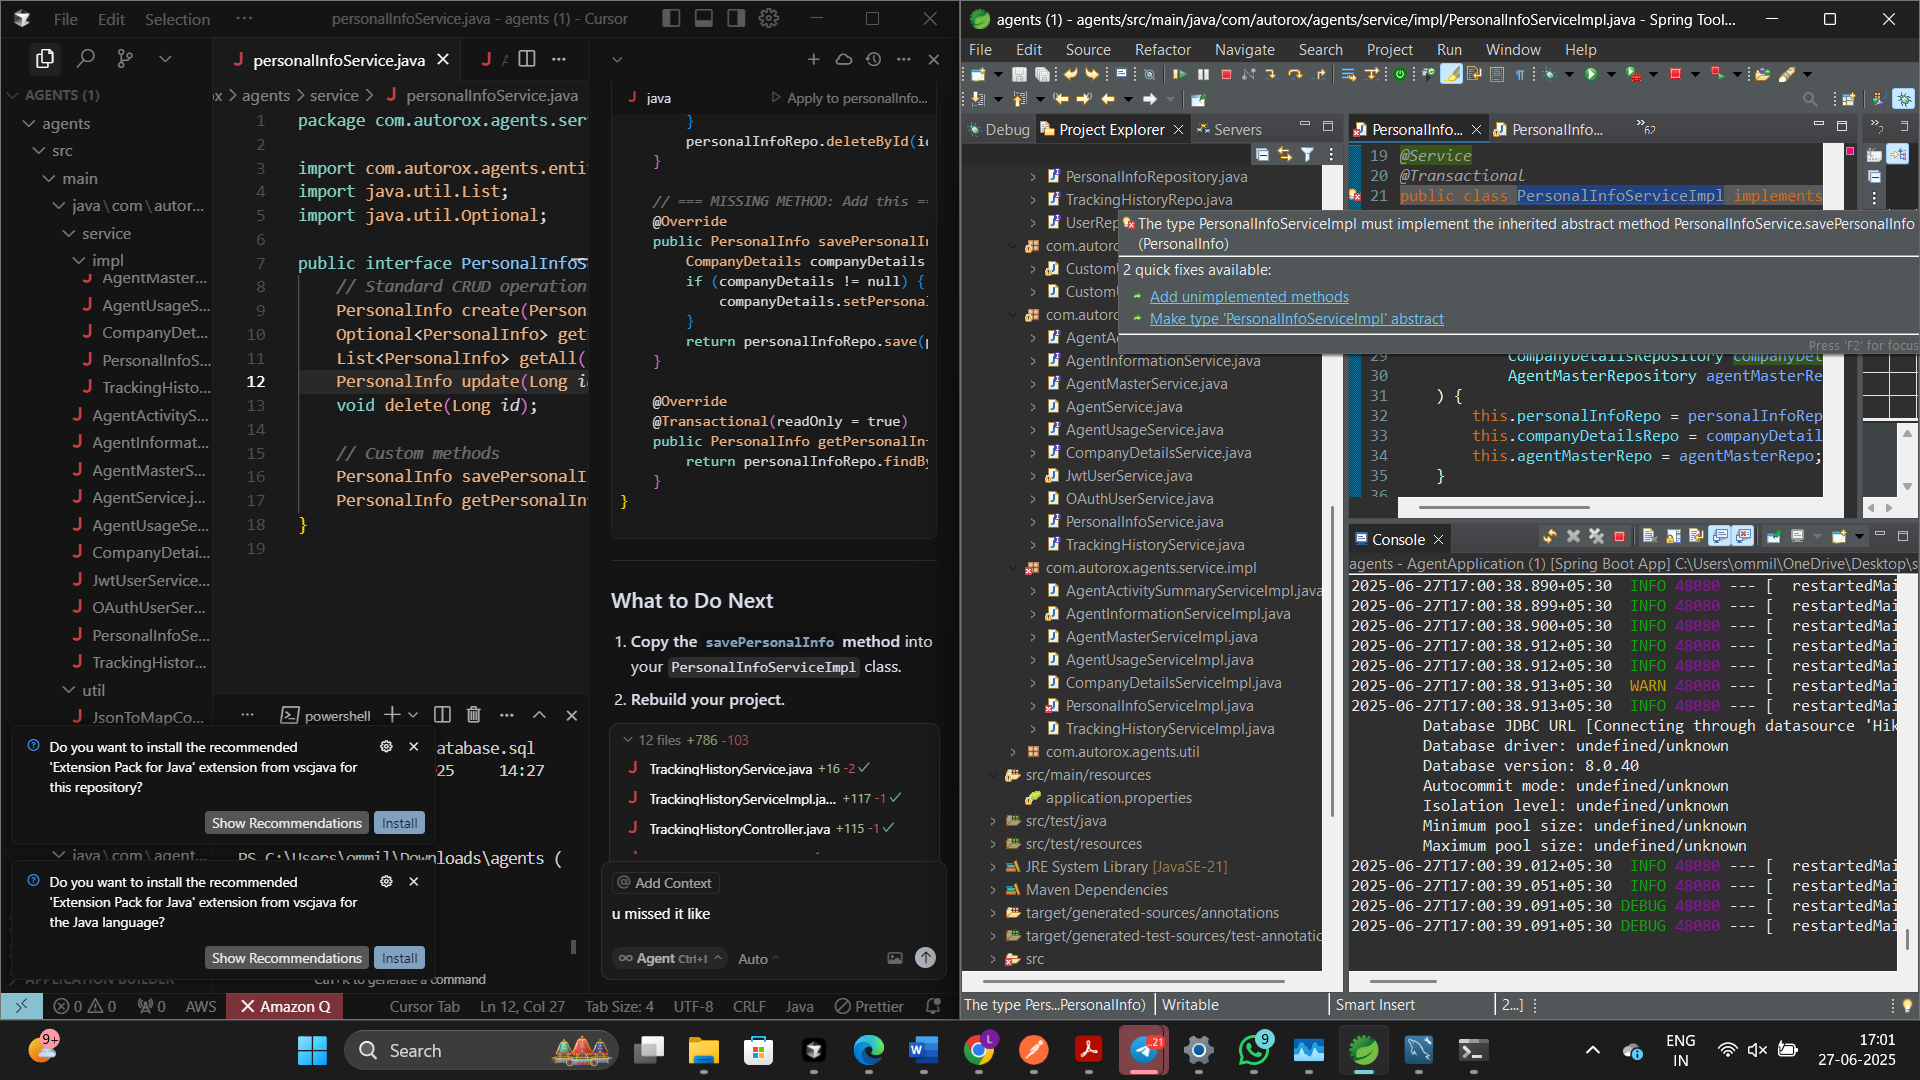 File Edit Selection ··· personalInfoService.java - agents (1) - Cursor
personalInfoService.java
AGENTS (1)
agents
src
main
java\com\autor...
service
impl
AgentMaster...
AgentUsageS...
CompanyDet...
PersonalInfoS...
TrackingHisto...
AgentActivityS...
AgentInformat...
AgentMasterS...
AgentService.j...
AgentUsageSe...
CompanyDetai...
JwtUserService...
OAuthUserSer...
PersonalInfoSe...
TrackingHistor...
util
JsonToMapCo...
java\com\agent...
APPLICATION BUILDER
ox > agents > service > personalInfoService.java
1 package com.autorox.agents.ser
2
3 import com.autorox.agents.enti
4 import java.util.List;
5 import java.util.Optional;
6
7 public interface PersonalInfoS
8 // Standard CRUD operation
9 PersonalInfo create(Person
10 Optional<PersonalInfo> get
11 List<PersonalInfo> getAll(
12 PersonalInfo update(Long i
13 void delete(Long id);
14
15 // Custom methods
16 PersonalInfo savePersonalI
17 PersonalInfo getPersonalIn
18 }
19
powershell
atabase.sql
25 14:27
PS C:\Users\ommil\Downloads\agents (
Ctrl+K to generate a command
Do you want to install the recommended
'Extension Pack for Java' extension from vscjava for
this repository?
Show Recommendations Install
Do you want to install the recommended
'Extension Pack for Java' extension from vscjava for
the Java language?
Show Recommendations Install
java Apply to personalInfo...
}
personalInfoRepo.deleteById(i
}
// === MISSING METHOD: Add this =
@Override
public PersonalInfo savePersonalI
CompanyDetails companyDetails
if (companyDetails != null) {
companyDetails.setPersonal
}
return personalInfoRepo.save(
}
@Override
@Transactional(readOnly = true)
public PersonalInfo getPersonalIn
return personalInfoRepo.findBy
}
}
What to Do Next
1. Copy the savePersonalInfo method into
your PersonalInfoServiceImpl class.
2. Rebuild your project.
12 files +786 -103
TrackingHistoryService.java +16 -2
TrackingHistoryServiceImpl.ja... +117 -1
TrackingHistoryController.java +115 -1
@ Add Context
u missed it like
∞ Agent Ctrl+I Auto
0 0 0 AWS Amazon Q Cursor Tab Ln 12, Col 27 Tab Size: 4 UTF-8 CRLF Java Prettier
agents (1) - agents/src/main/java/com/autorox/agents/service/impl/PersonalInfoServiceImpl.java - Spring Tool...
File Edit Source Refactor Navigate Search Project Run Window Help
Debug Project Explorer Servers
PersonalInfoRepository.java
TrackingHistoryRepo.java
UserRep
com.autoro
CustomU
CustomU
com.autoro
AgentA
AgentInformationService.java
AgentMasterService.java
AgentService.java
AgentUsageService.java
CompanyDetailsService.java
JwtUserService.java
OAuthUserService.java
PersonalInfoService.java
TrackingHistoryService.java
com.autorox.agents.service.impl
AgentActivitySummaryServiceImpl.java
AgentInformationServiceImpl.java
AgentMasterServiceImpl.java
AgentUsageServiceImpl.java
CompanyDetailsServiceImpl.java
PersonalInfoServiceImpl.java
TrackingHistoryServiceImpl.java
com.autorox.agents.util
src/main/resources
application.properties
src/test/java
src/test/resources
JRE System Library [JavaSE-21]
Maven Dependencies
target/generated-sources/annotations
target/generated-test-sources/test-annotatio
src
PersonalInfo... PersonalInfo... »62
19 @Service
20 @Transactional
21 public class PersonalInfoServiceImpl implements
The type PersonalInfoServiceImpl must implement the inherited abstract method PersonalInfoService.savePersonalInfo
(PersonalInfo)
2 quick fixes available:
Add unimplemented methods
Make type 'PersonalInfoServiceImpl' abstract
Press 'F2' for focus
29 CompanyDetailsRepository companyDet
30 AgentMasterRepository agentMasterRe
31 ) {
32 this.personalInfoRepo = personalInfoRep
33 this.companyDetailsRepo = companyDetail
34 this.agentMasterRepo = agentMasterRepo;
35 }
36
Console
agents - AgentApplication (1) [Spring Boot App] C:\Users\ommil\OneDrive\Desktop\s
2025-06-27T17:00:38.890+05:30 INFO 48080 --- [ restartedMai
2025-06-27T17:00:38.899+05:30 INFO 48080 --- [ restartedMai
2025-06-27T17:00:38.900+05:30 INFO 48080 --- [ restartedMai
2025-06-27T17:00:38.912+05:30 INFO 48080 --- [ restartedMai
2025-06-27T17:00:38.912+05:30 INFO 48080 --- [ restartedMai
2025-06-27T17:00:38.913+05:30 WARN 48080 --- [ restartedMai
2025-06-27T17:00:38.913+05:30 INFO 48080 --- [ restartedMai
Database JDBC URL [Connecting through datasource 'Hik
Database driver: undefined/unknown
Database version: 8.0.40
Autocommit mode: undefined/unknown
Isolation level: undefined/unknown
Minimum pool size: undefined/unknown
Maximum pool size: undefined/unknown
2025-06-27T17:00:39.012+05:30 INFO 48080 --- [ restartedMai
2025-06-27T17:00:39.051+05:30 INFO 48080 --- [ restartedMai
2025-06-27T17:00:39.091+05:30 DEBUG 48080 --- [ restartedMai
2025-06-27T17:00:39.091+05:30 DEBUG 48080 --- [ restartedMai
The type Pers...PersonalInfo) Writable Smart Insert 2...]
9+ Search L ..21 9 ENG
IN 17:01
27-06-2025